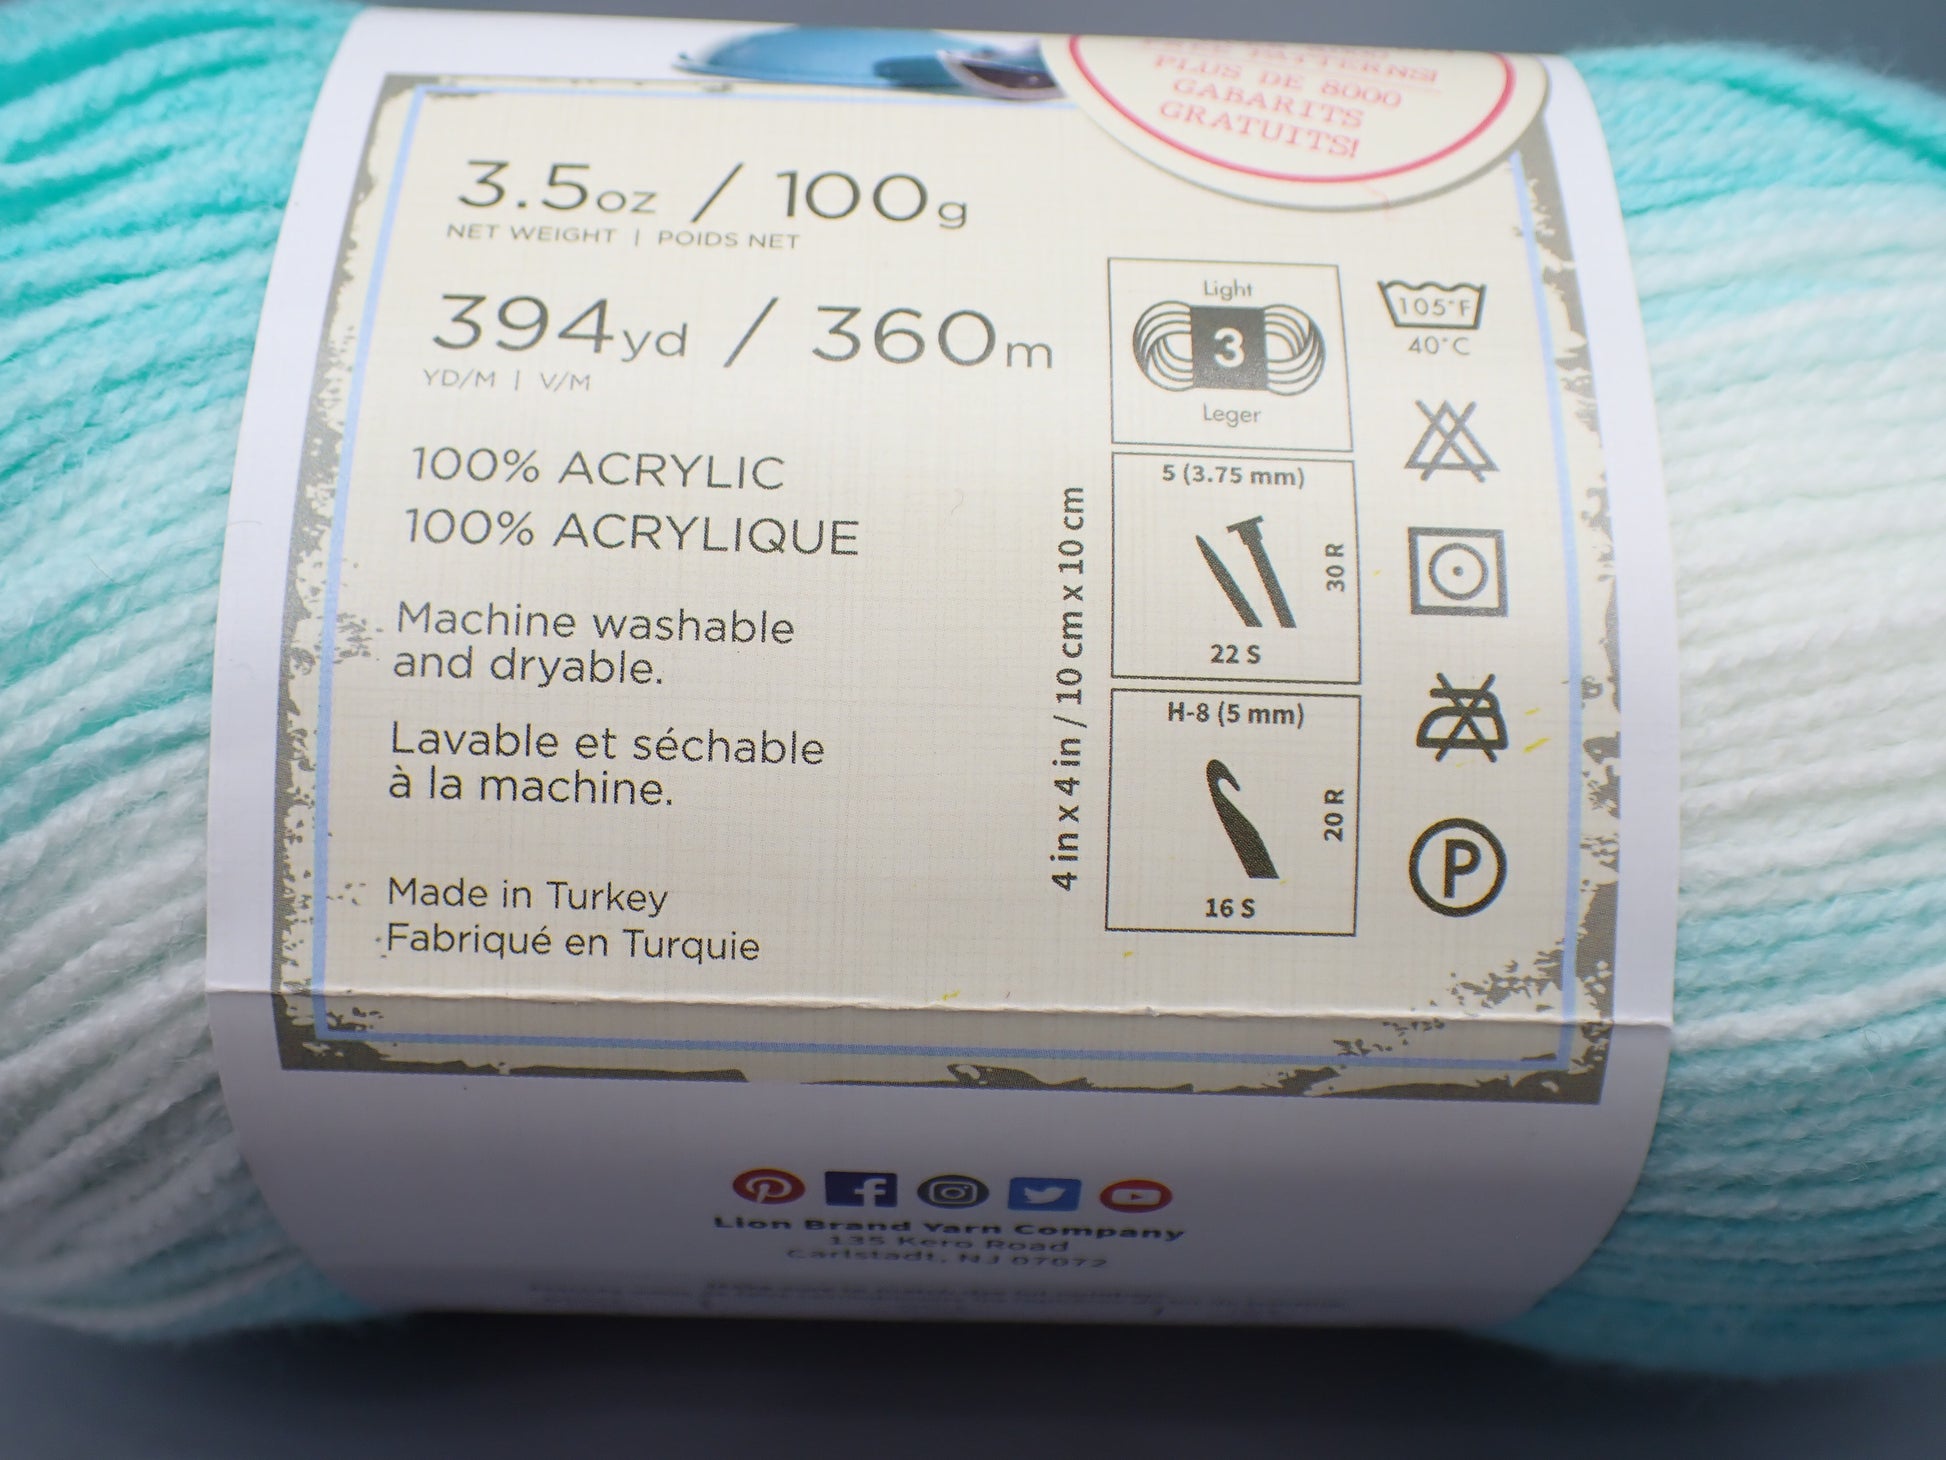 PATTERNS!
PLUS DE 8000
GABARITS
GRATUITS!
3.5oz / 100g
NET WEIGHT | POIDS NET
394yd / 360m
YD/M | V/M
100% ACRYLIC
100% ACRYLIQUE
Machine washable
and dryable.
Lavable et séchable
à la machine.
Made in Turkey
Fabriqué en Turquie
4 in x 4 in / 10 cm x 10 cm
Light
3
Leger
5 (3.75 mm)
30 R
22 S
H-8 (5 mm)
20 R
16 S
105°F
40°C
P
Lion Brand Yarn Company
135 Kero Road
Carlstadt, NJ 07072